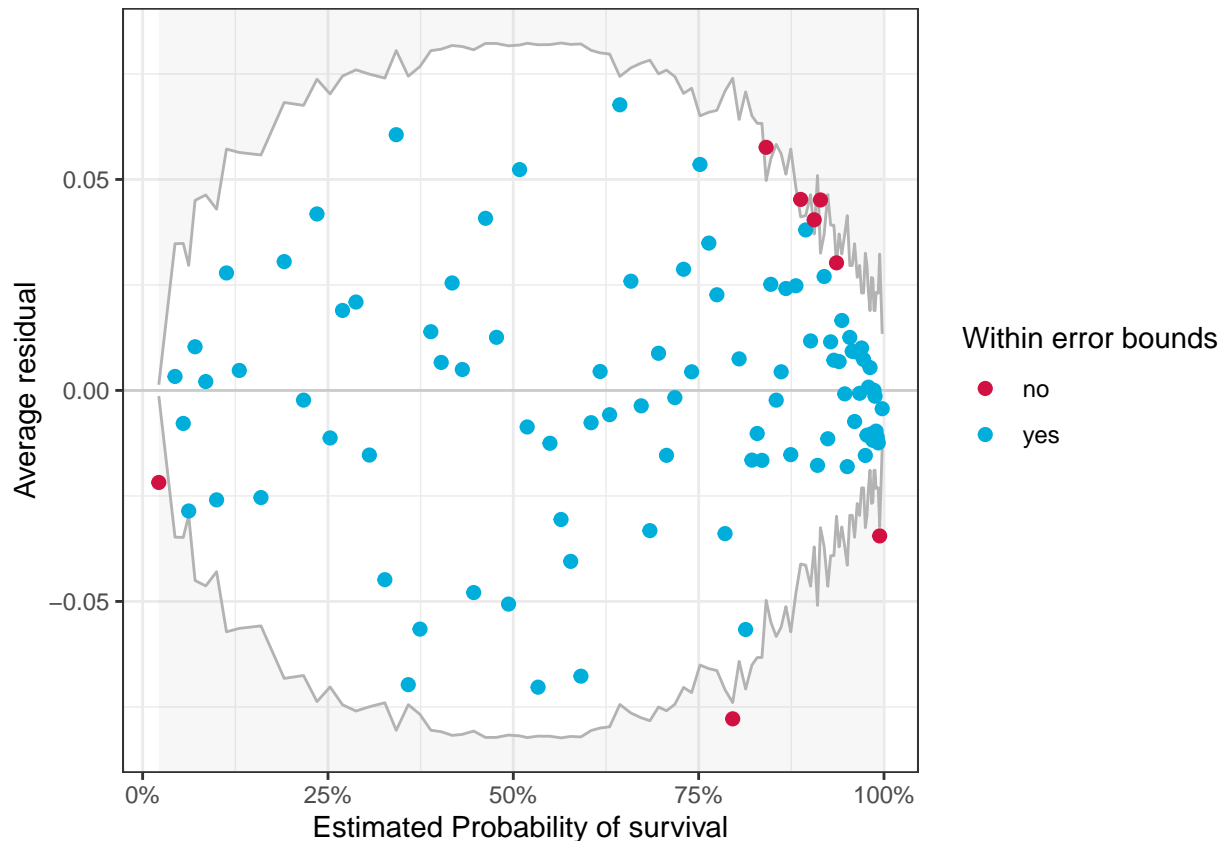 Average residual
0.05
0.00
−0.05
0%
25%
50%
75%
100%
Estimated Probability of survival
Within error bounds
no
yes